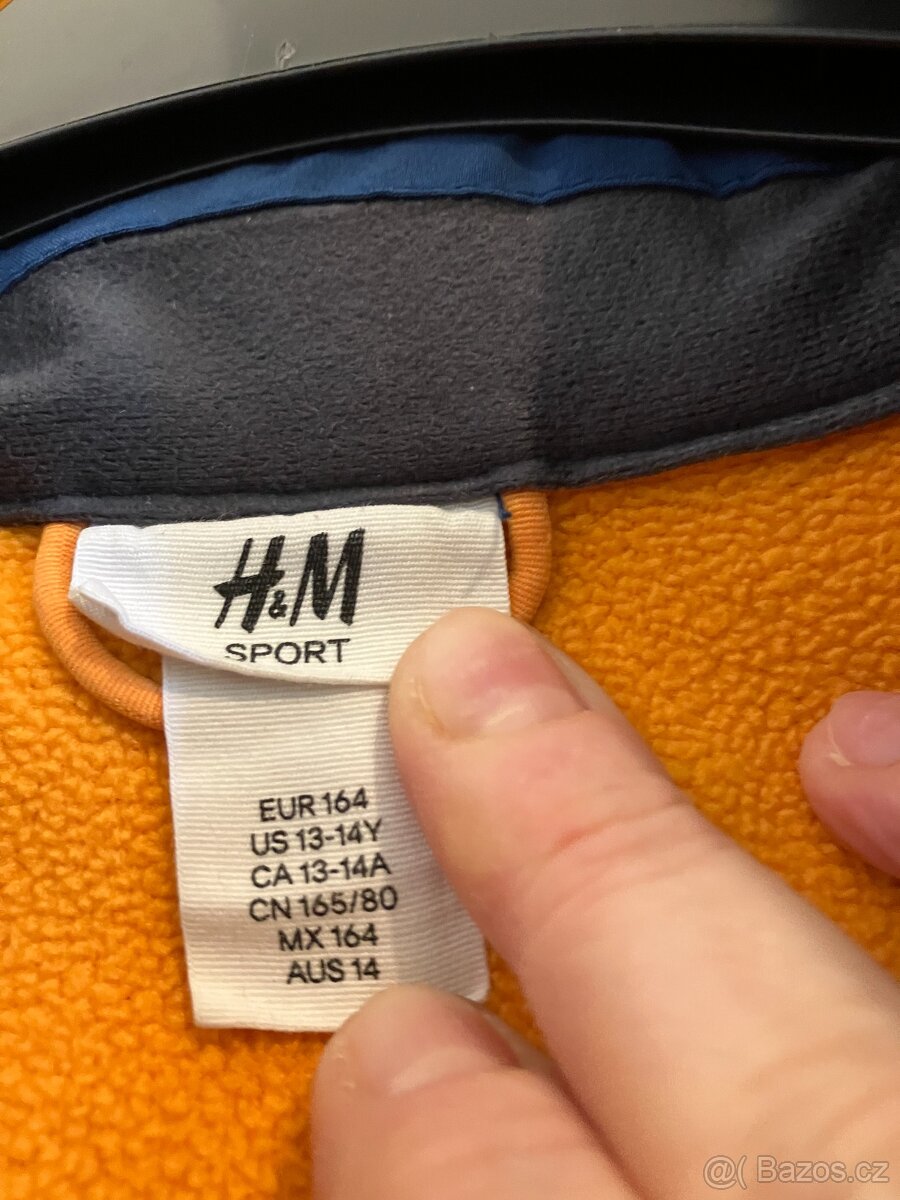 H&M
SPORT
EUR 164
US 13-14Y
CA 13-14A
CN 165/80
MX 164
AUS 14
@( Bazos.cz